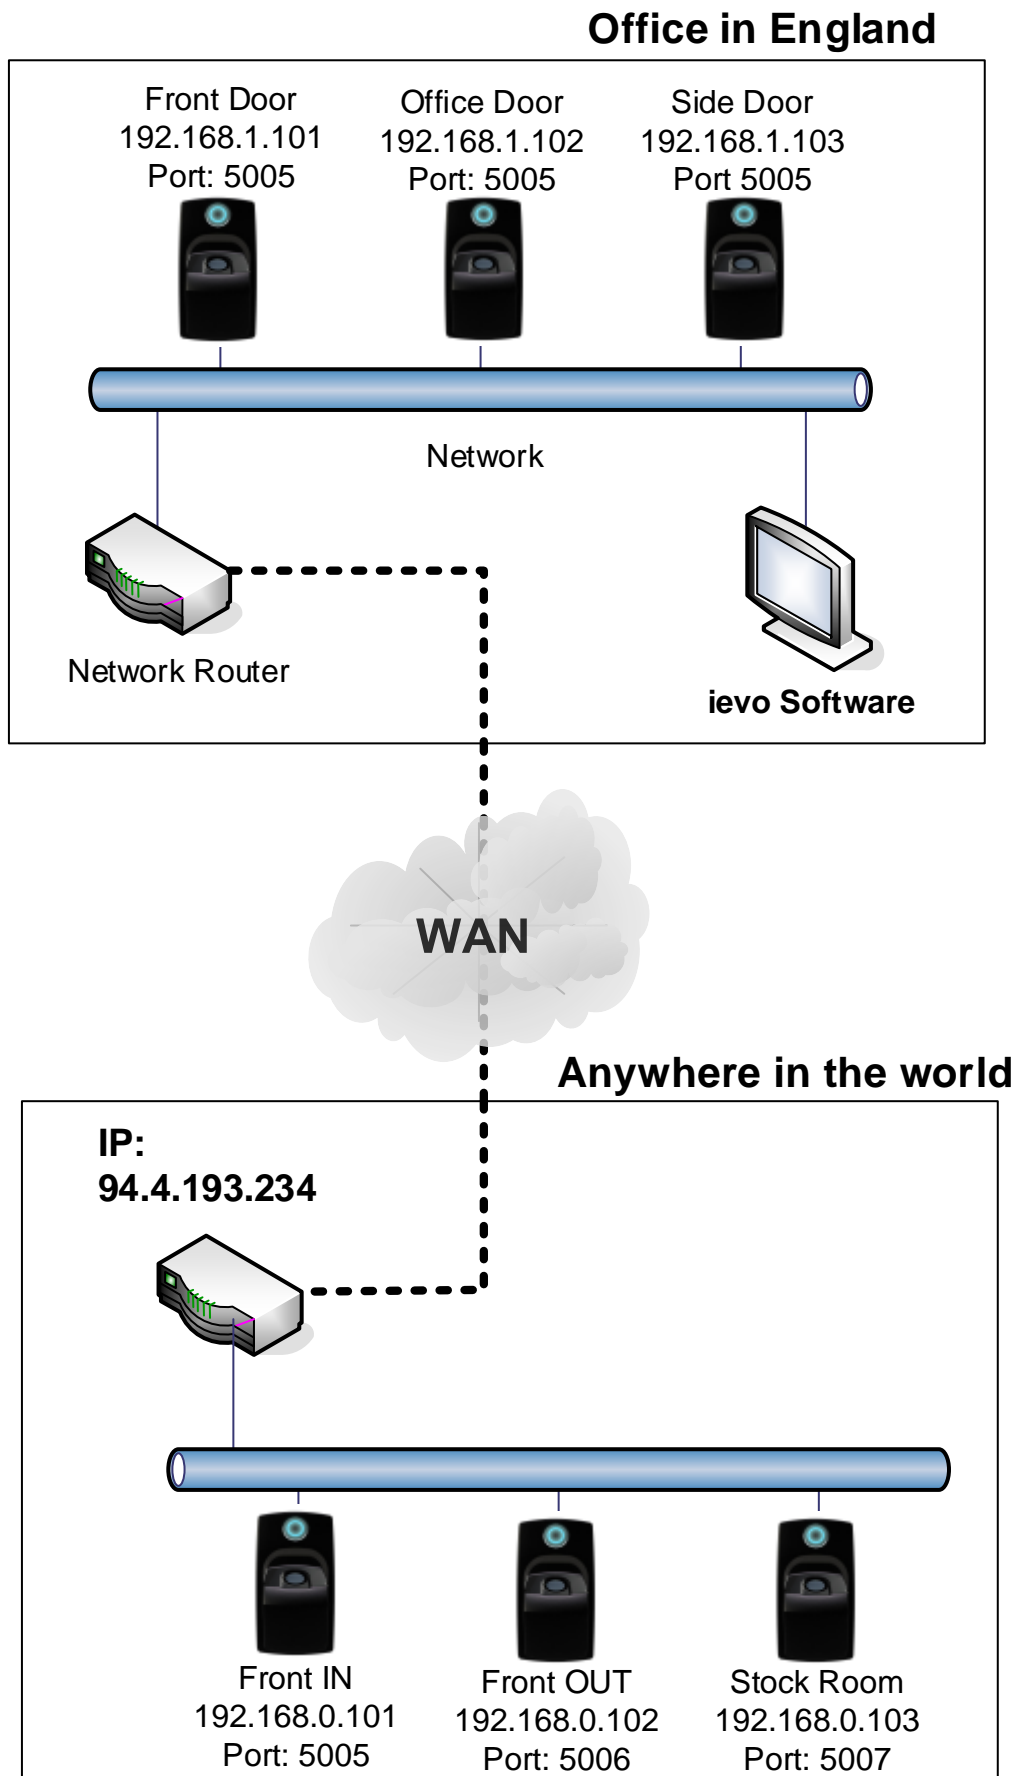 Office in England
Front Door
192.168.1.101
Port: 5005
Office Door
192.168.1.102
Port: 5005
Side Door
192.168.1.103
Port 5005
Network
Network Router
ievo Software
WAN
Anywhere in the world
IP:
94.4.193.234
Front IN
192.168.0.101
Port: 5005
Front OUT
192.168.0.102
Port: 5006
Stock Room
192.168.0.103
Port: 5007